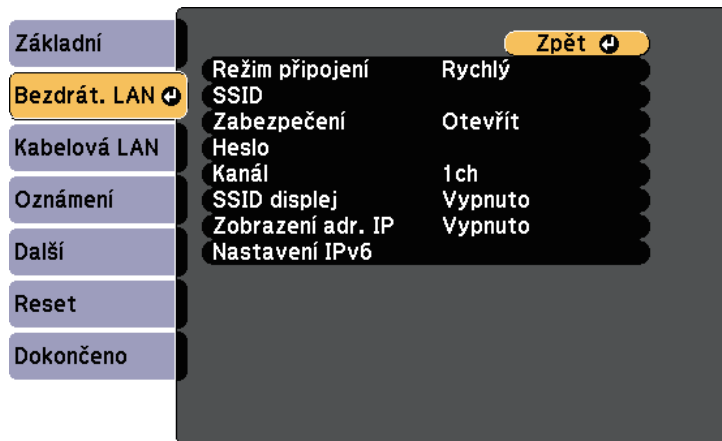 Základní
Bezdrát. LAN
Kabelová LAN
Oznámení
Další
Reset
Dokončeno
Zpět
Režim připojení Rychlý
SSID
Zabezpečení Otevřít
Heslo
Kanál 1ch
SSID displej Vypnuto
Zobrazení adr. IP Vypnuto
Nastavení IPv6